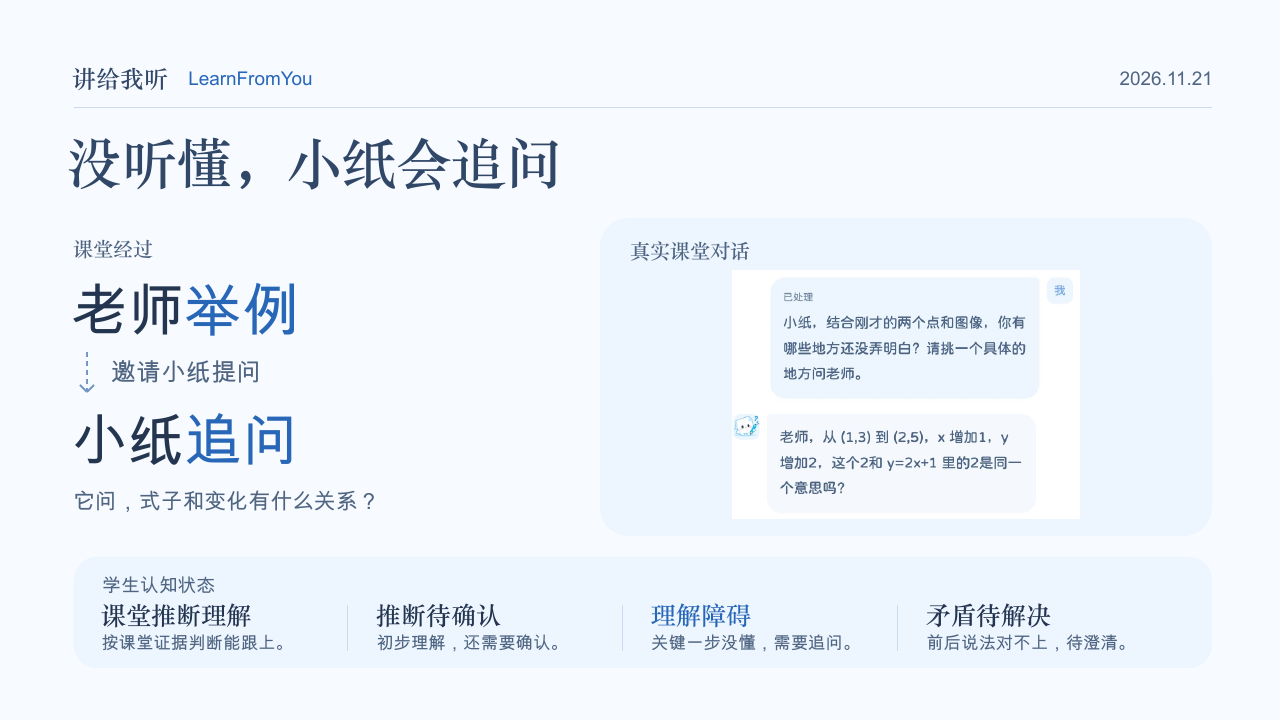 讲给我听 LearnFromYou 2026.11.21
没听懂，小纸会追问
课堂经过
老师举例
邀请小纸提问
小纸追问
它问，式子和变化有什么关系？
真实课堂对话
我
已处理
小纸，结合刚才的两个点和图像，你有
哪些地方还没弄明白？请挑一个具体的
地方问老师。
老师，从 (1,3) 到 (2,5)，x 增加1，y
增加2，这个2和 y=2x+1 里的2是同一
个意思吗？
学生认知状态
课堂推断理解
按课堂证据判断能跟上。
推断待确认
初步理解，还需要确认。
理解障碍
关键一步没懂，需要追问。
矛盾待解决
前后说法对不上，待澄清。